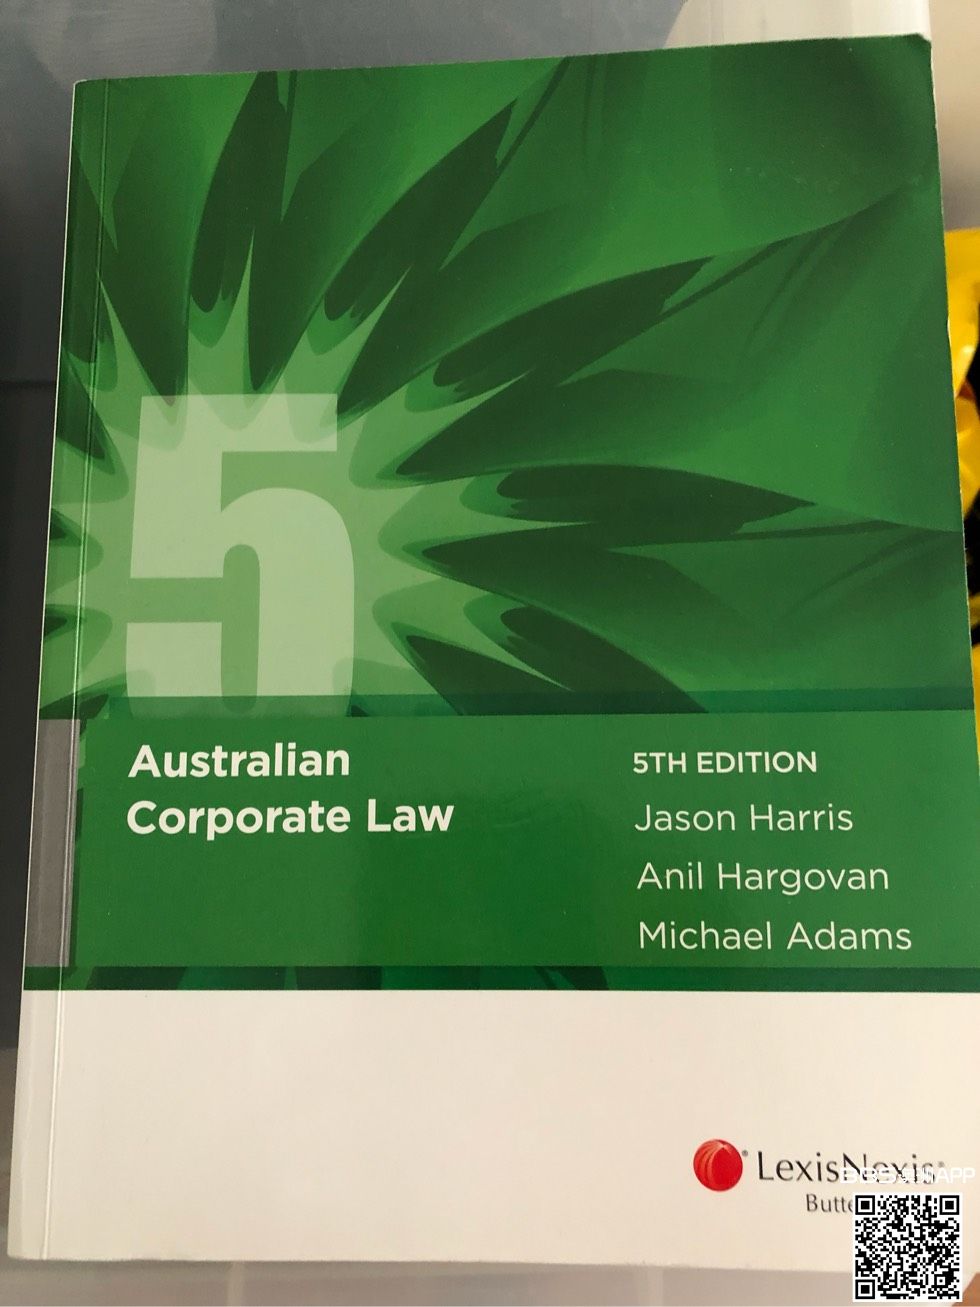 5
Australian
Corporate Law
5TH EDITION
Jason Harris
Anil Hargovan
Michael Adams
LexisNexis®